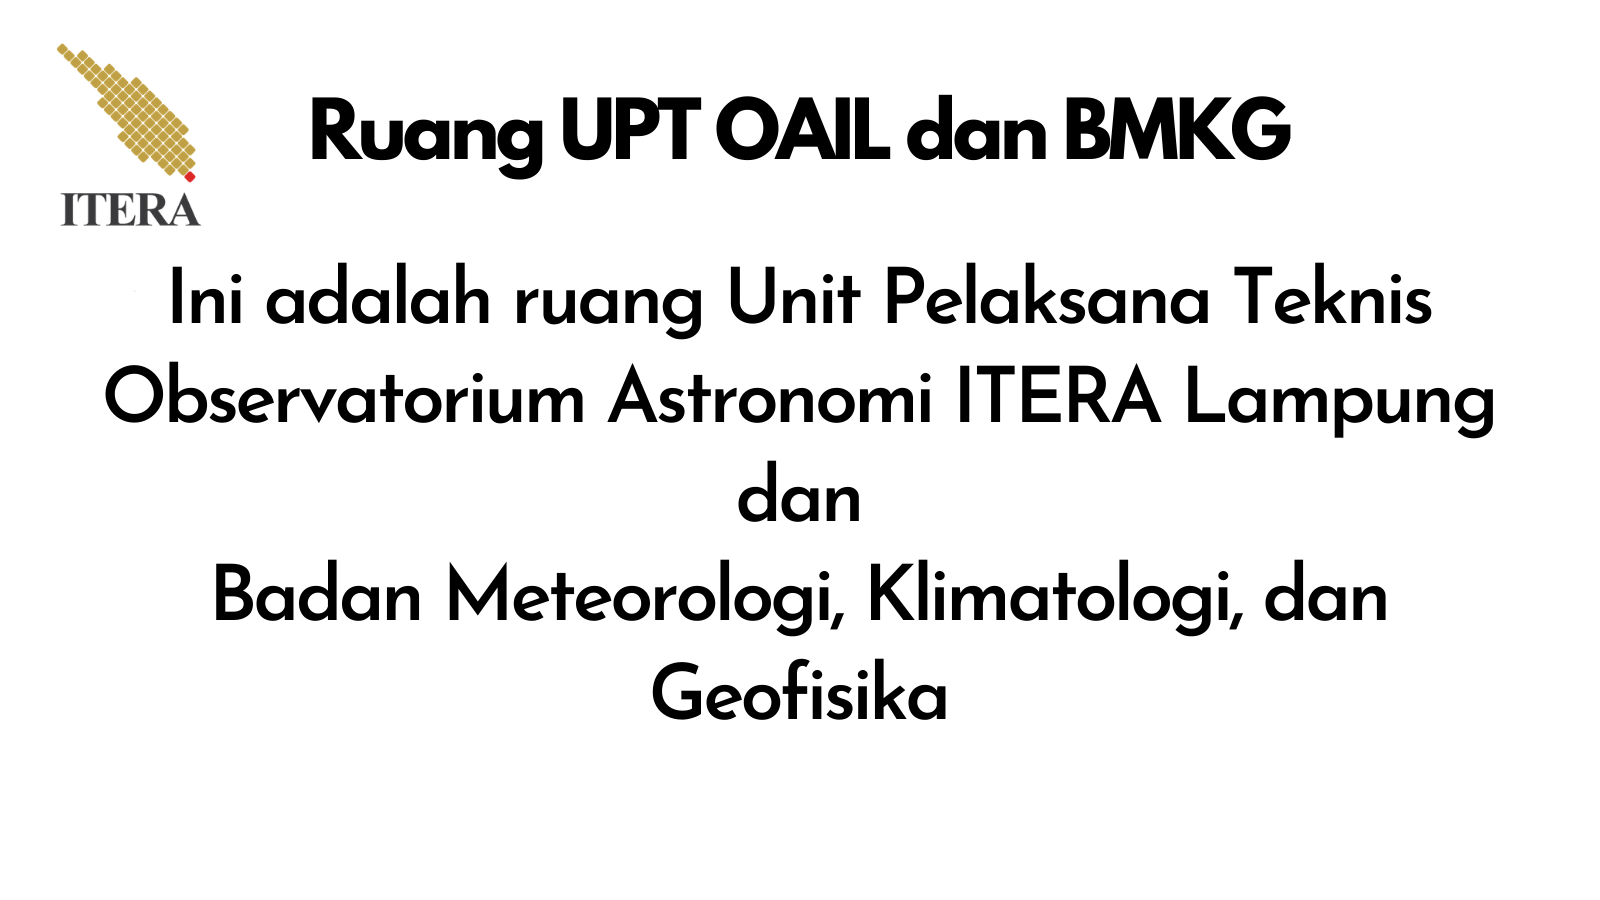 ITERA
Ruang UPT OAIL dan BMKG
Ini adalah ruang Unit Pelaksana Teknis
Observatorium Astronomi ITERA Lampung
dan
Badan Meteorologi, Klimatologi, dan
Geofisika